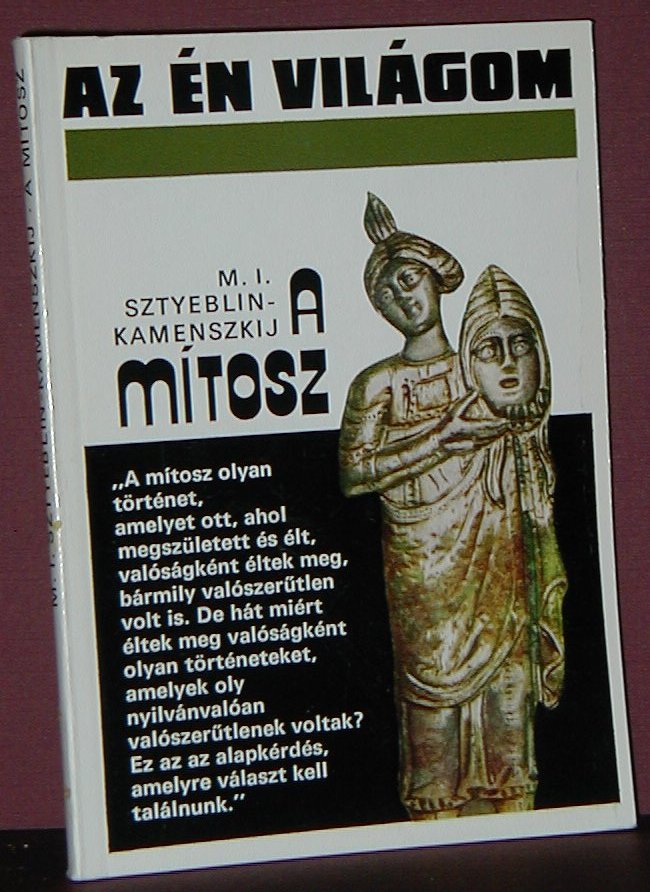 AZ ÉN VILÁGOM
M. I.
SZTYEBLIN-
KAMENSZKIJ
A
MÍTOSZ
„A mítosz olyan
történet,
amelyet ott, ahol
megszületett és élt,
valóságként éltek meg,
bármily valószerűtlen
volt is. De hát miért
éltek meg valóságként
olyan történeteket,
amelyek oly
nyilvánvalóan
valószerűtlenek voltak?
Ez az az alapkérdés,
amelyre választ kell
találnunk.”
M. I. SZTYEBLIN-KAMENSZKIJ · A MÍTOSZ